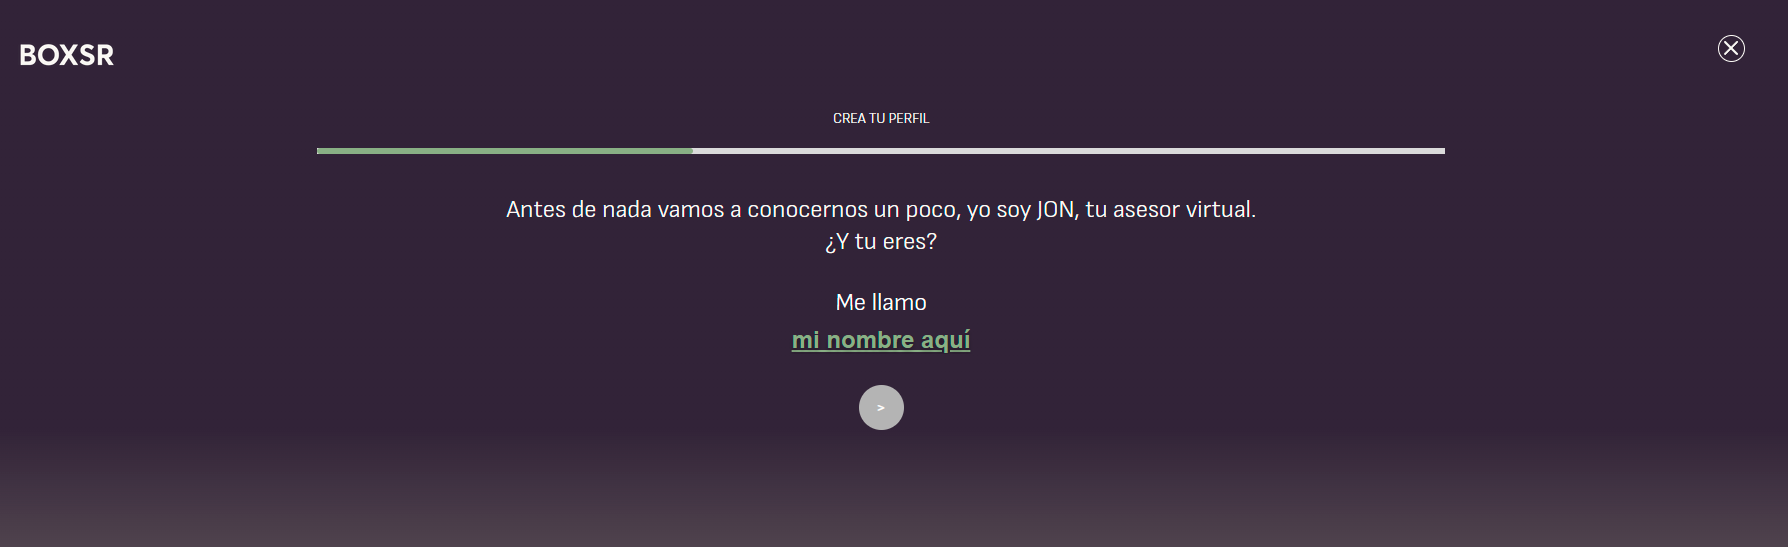 BOXSR
CREA TU PERFIL
Antes de nada vamos a conocernos un poco, yo soy JON, tu asesor virtual.
¿Y tu eres?
Me llamo
mi nombre aquí
>